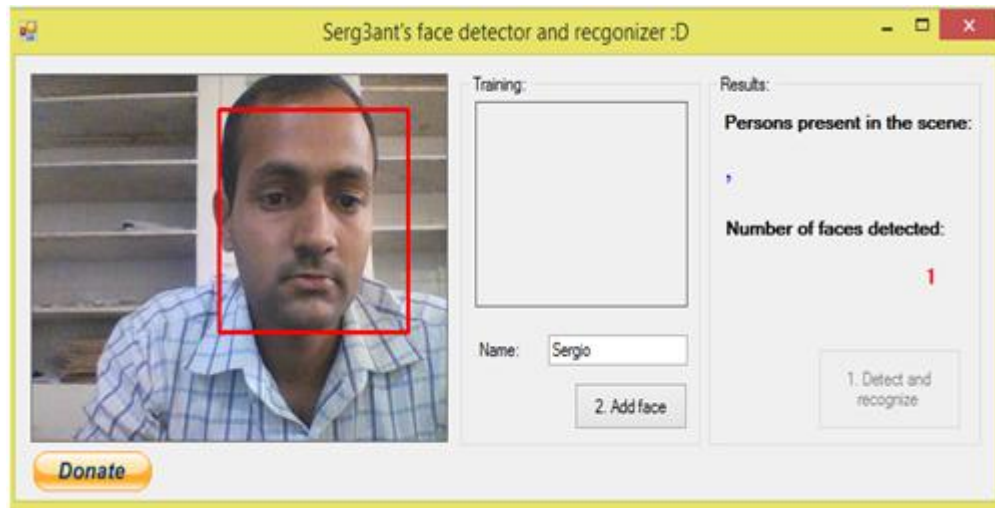 Serg3ant's face detector and recgonizer :D
Training:
Name:
Sergio
2. Add face
Results:
Persons present in the scene:
,
Number of faces detected:
1
1. Detect and
recognize
Donate